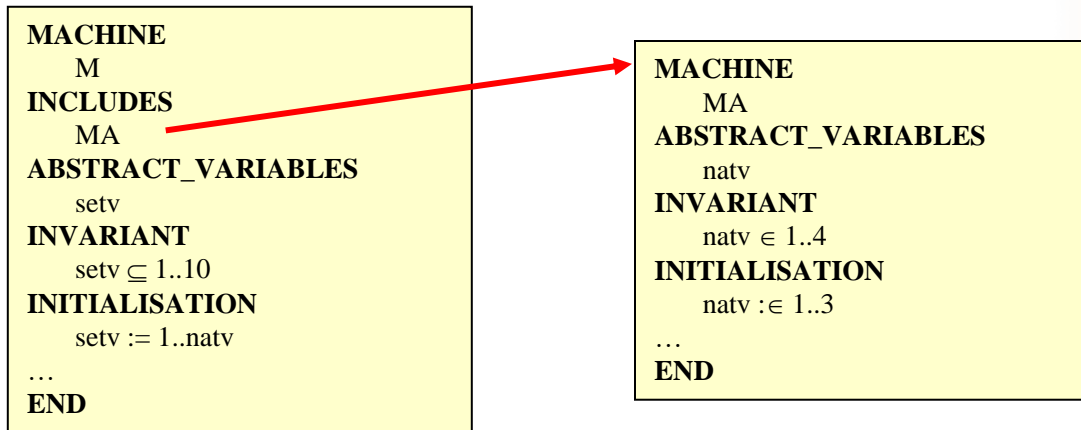 MACHINE
M
INCLUDES
MA
ABSTRACT_VARIABLES
setv
INVARIANT
setv ⊆ 1..10
INITIALISATION
setv := 1..natv
…
END
MACHINE
MA
ABSTRACT_VARIABLES
natv
INVARIANT
natv ∈ 1..4
INITIALISATION
natv :∈ 1..3
…
END